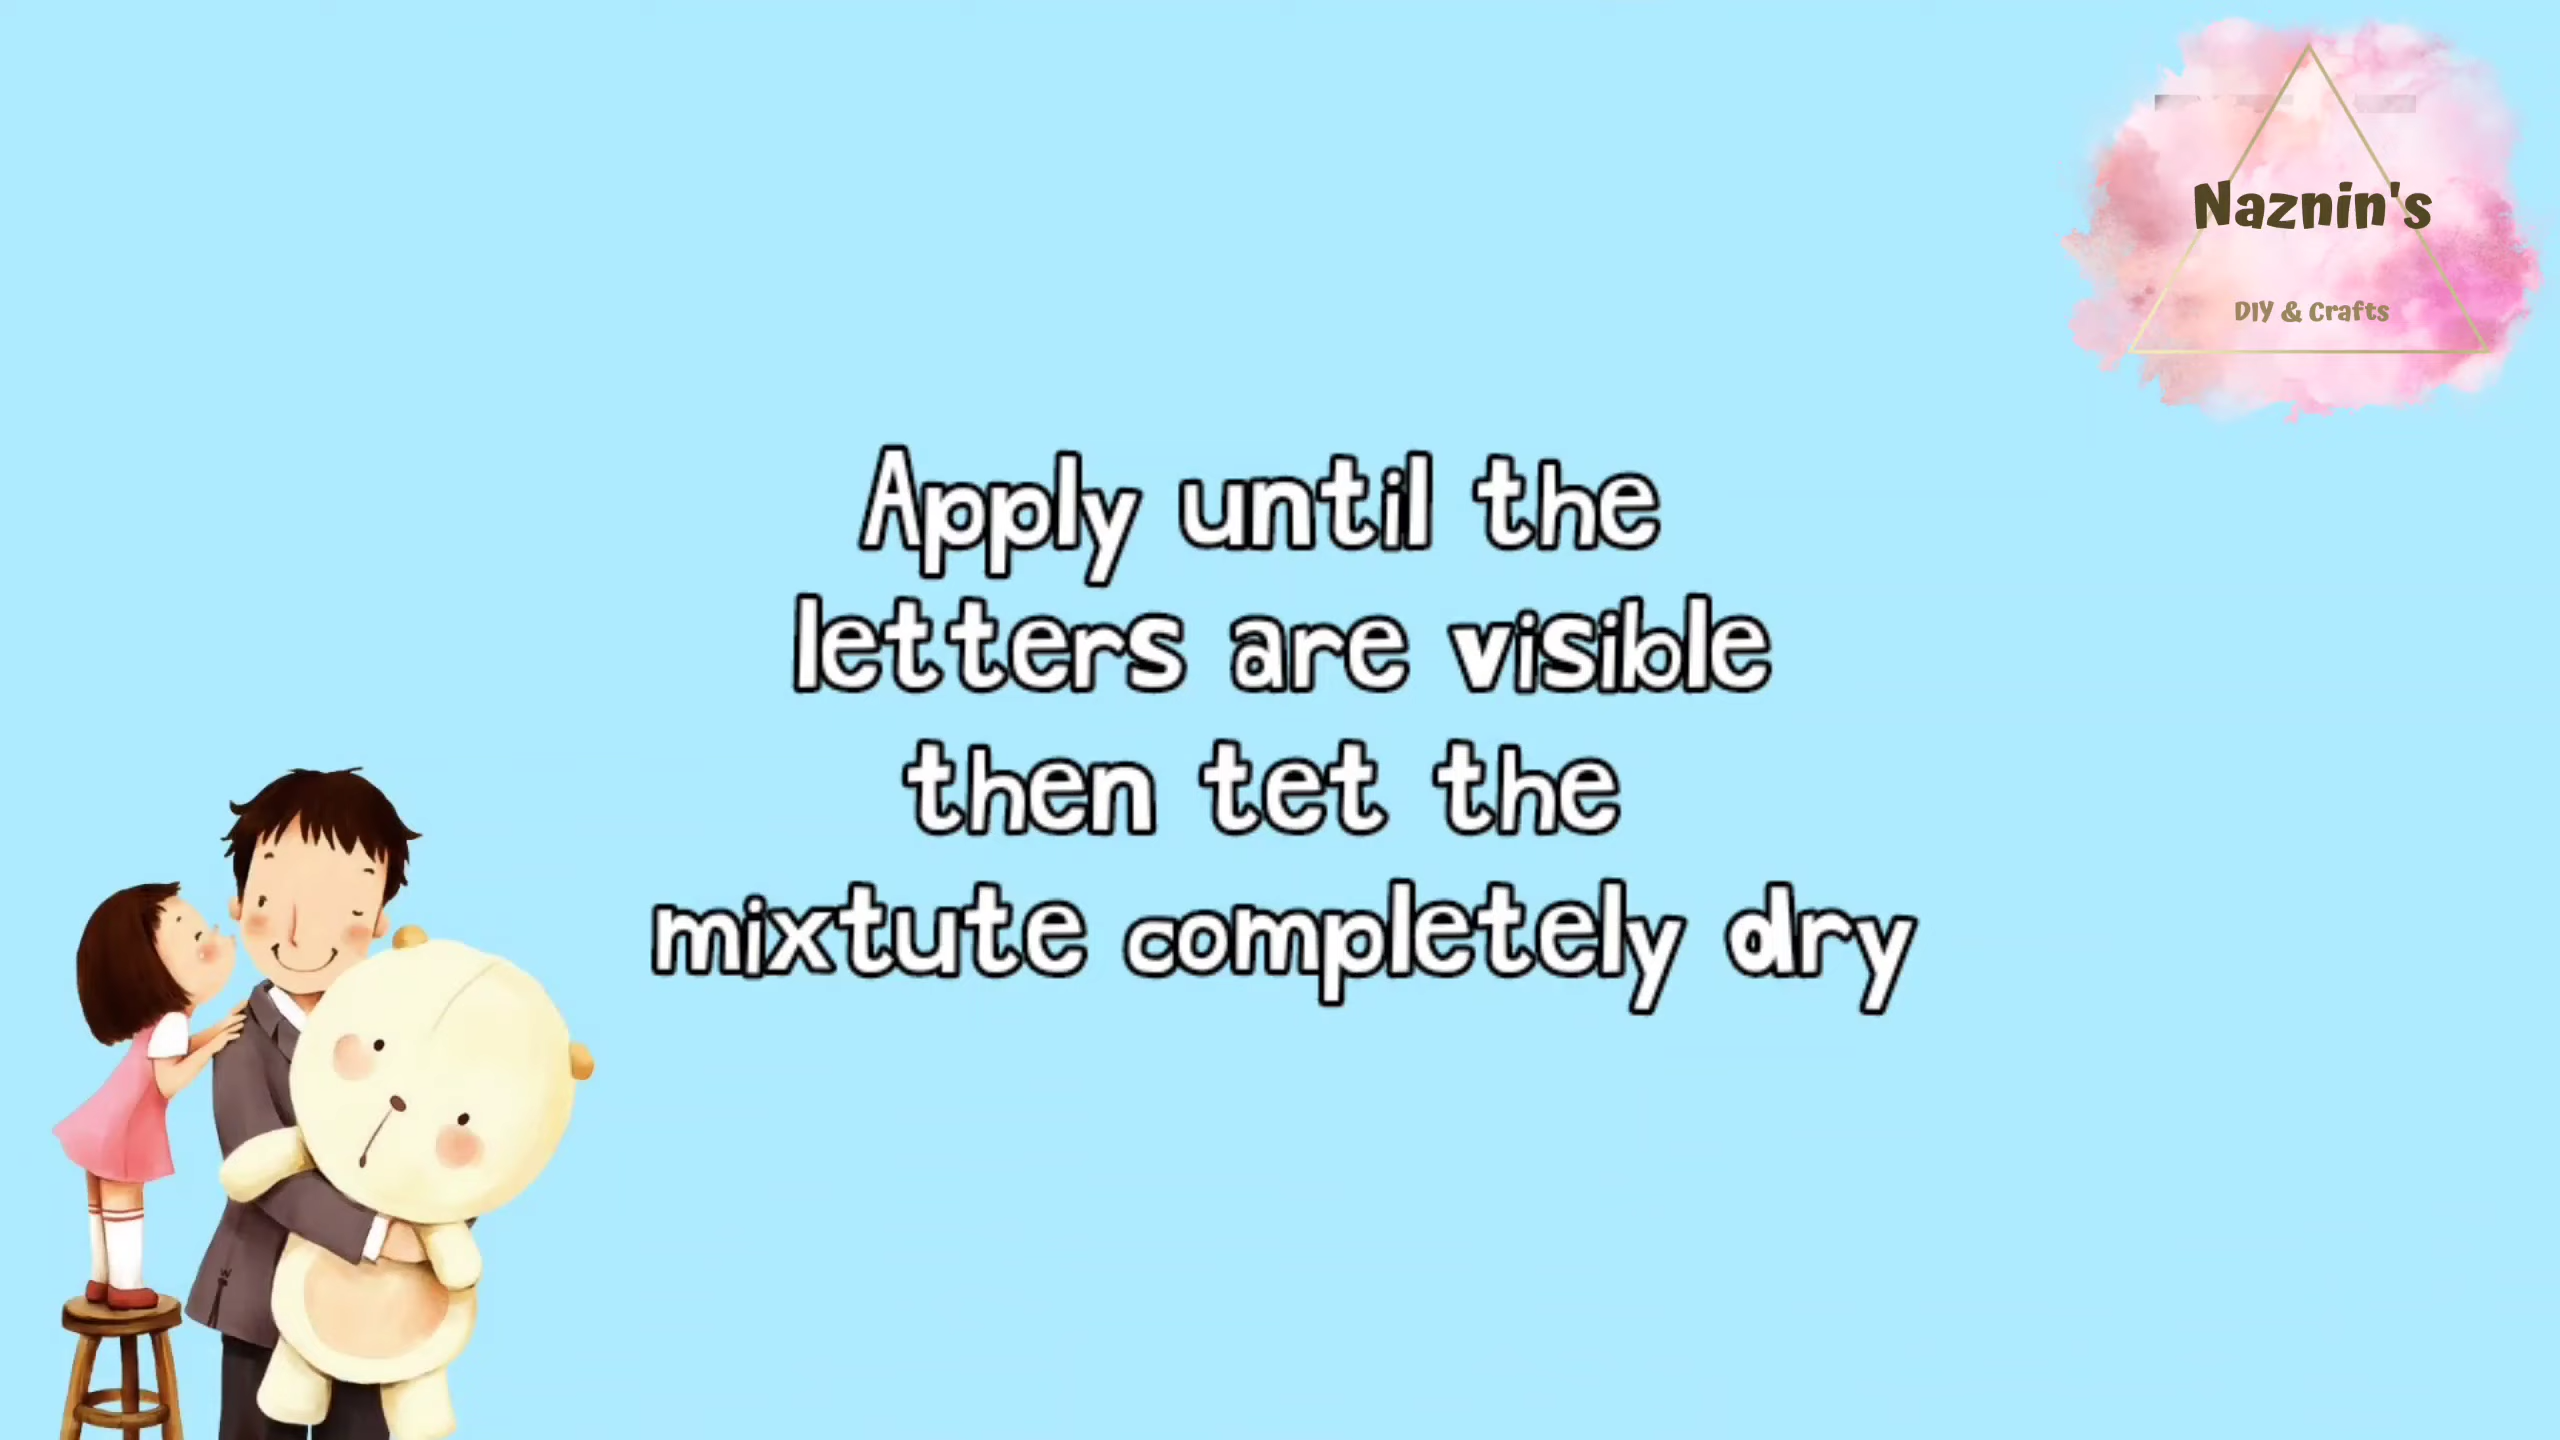 Naznin's
DIY & Crafts
Apply until the
letters are visible
then tet the
mixtute completely dry